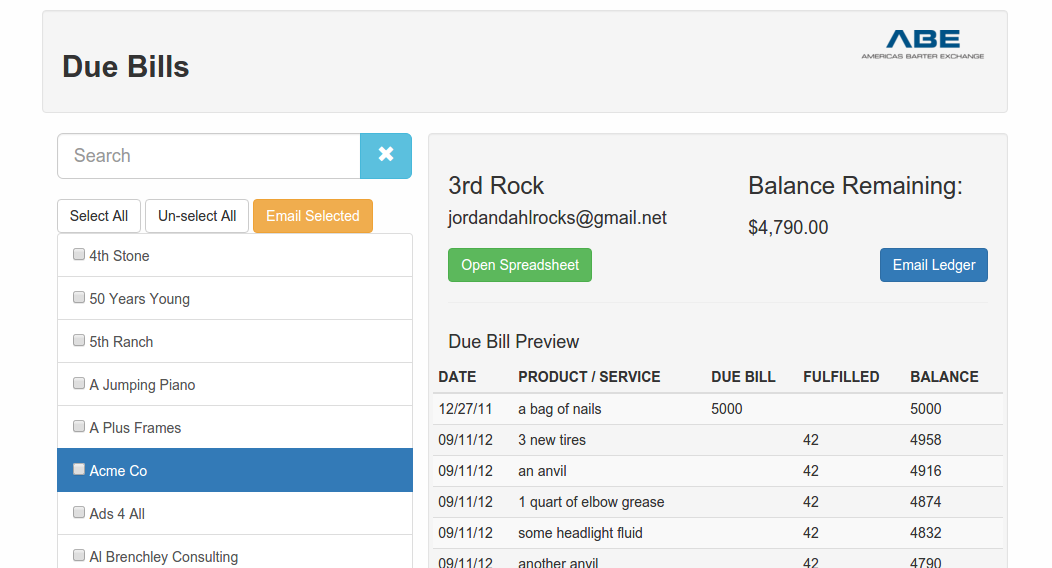 Due Bills
ABE
AMERICAS BARTER EXCHANGE
Search
Select All
Un-select All
Email Selected
4th Stone
50 Years Young
5th Ranch
A Jumping Piano
A Plus Frames
Acme Co
Ads 4 All
Al Brenchley Consulting
3rd Rock
jordandahlrocks@gmail.net
Balance Remaining:
$4,790.00
Open Spreadsheet
Email Ledger
Due Bill Preview
DATE PRODUCT / SERVICE DUE BILL FULFILLED BALANCE
12/27/11 a bag of nails 5000 5000
09/11/12 3 new tires 42 4958
09/11/12 an anvil 42 4916
09/11/12 1 quart of elbow grease 42 4874
09/11/12 some headlight fluid 42 4832
09/11/12 another anvil 42 4790